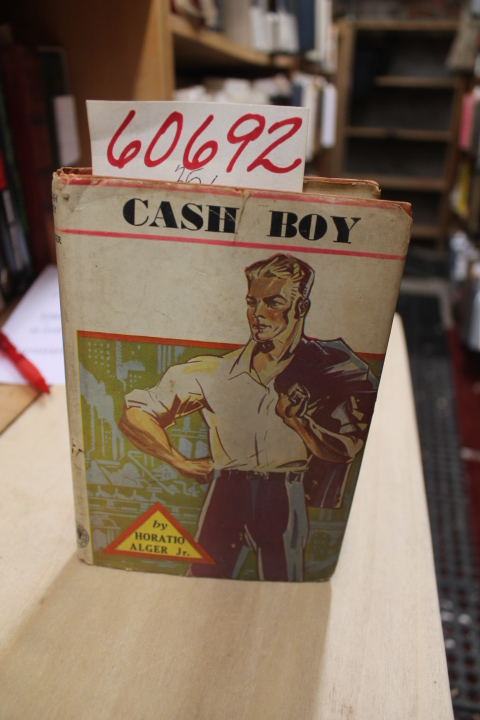 60692
CASH BOY
by
HORATIO
ALGER Jr.